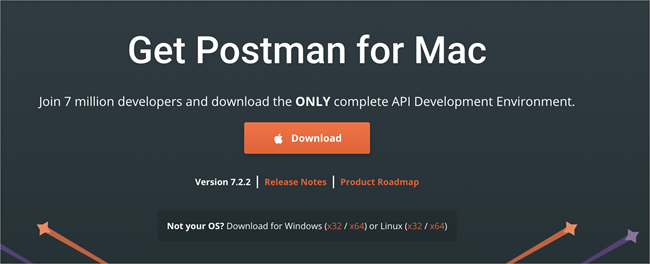 Get Postman for Mac
Join 7 million developers and download the ONLY complete API Development Environment.
Download
Version 7.2.2 | Release Notes | Product Roadmap
Not your OS? Download for Windows (x32 / x64) or Linux (x32 / x64)